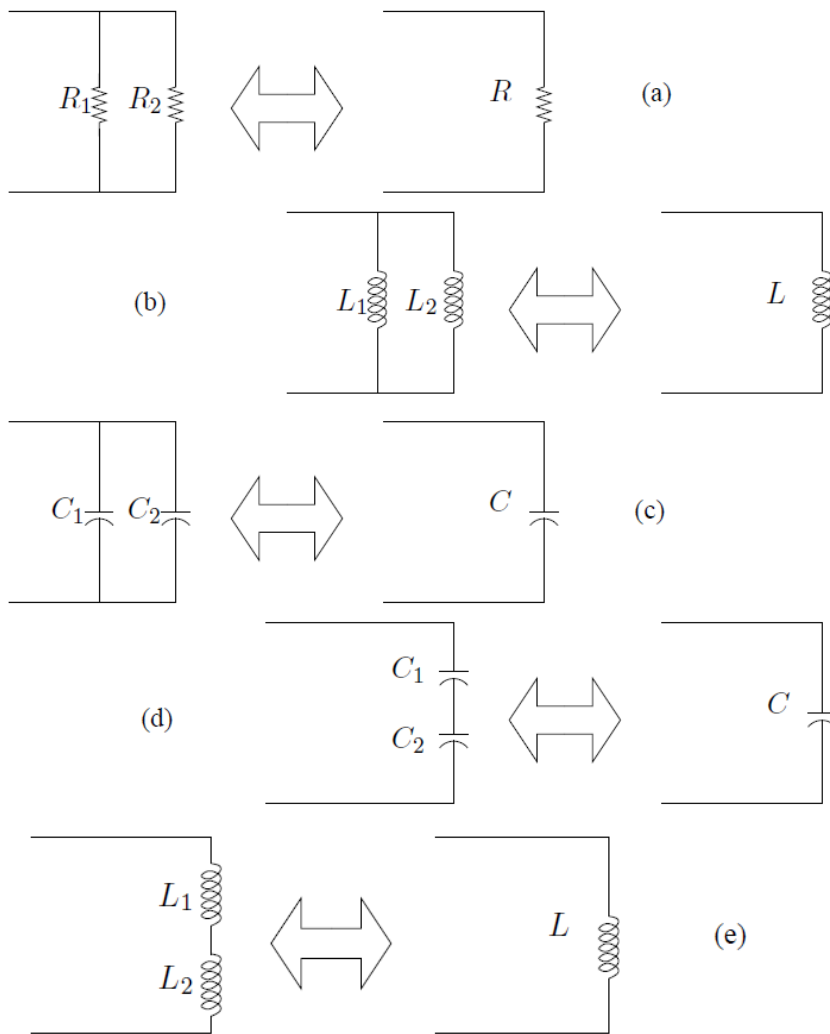 R₁ R₂ R (a)
(b) L₁ L₂ L
C₁ C₂ C (c)
C₁
(d) C₂ C
L₁ L (e)
L₂